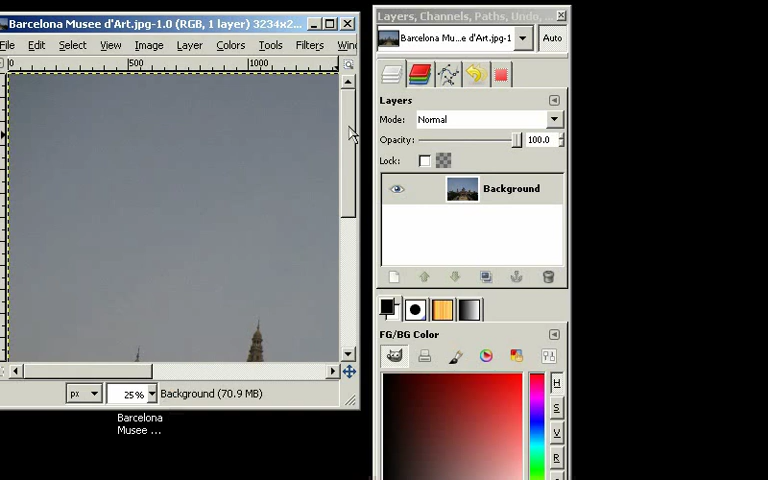 Barcelona Musee d'Art.jpg-1.0 (RGB, 1 layer) 3234x2...
File Edit Select View Image Layer Colors Tools Filters Win
0 500 1000
px 25% Background (70.9 MB)
Barcelona
Musee ...
Layers, Channels, Paths, Undo, ...
Barcelona Mu...e d'Art.jpg-1 Auto
Layers
Mode: Normal
Opacity: 100.0
Lock:
Background
FG/BG Color
H
S
V
R